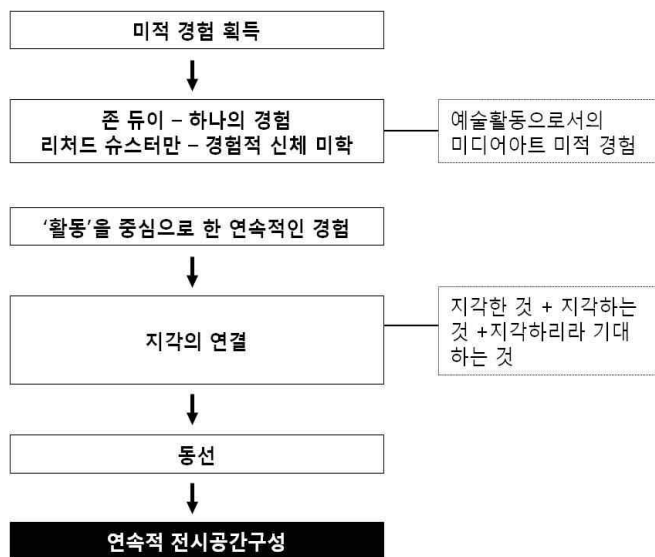 미적 경험 획득
존 듀이 – 하나의 경험
리처드 슈스터만 – 경험적 신체 미학
예술활동으로서의
미디어아트 미적 경험
‘활동’을 중심으로 한 연속적인 경험
지각의 연결
지각한 것 + 지각하는
것 +지각하리라 기대
하는 것
동선
연속적 전시공간구성